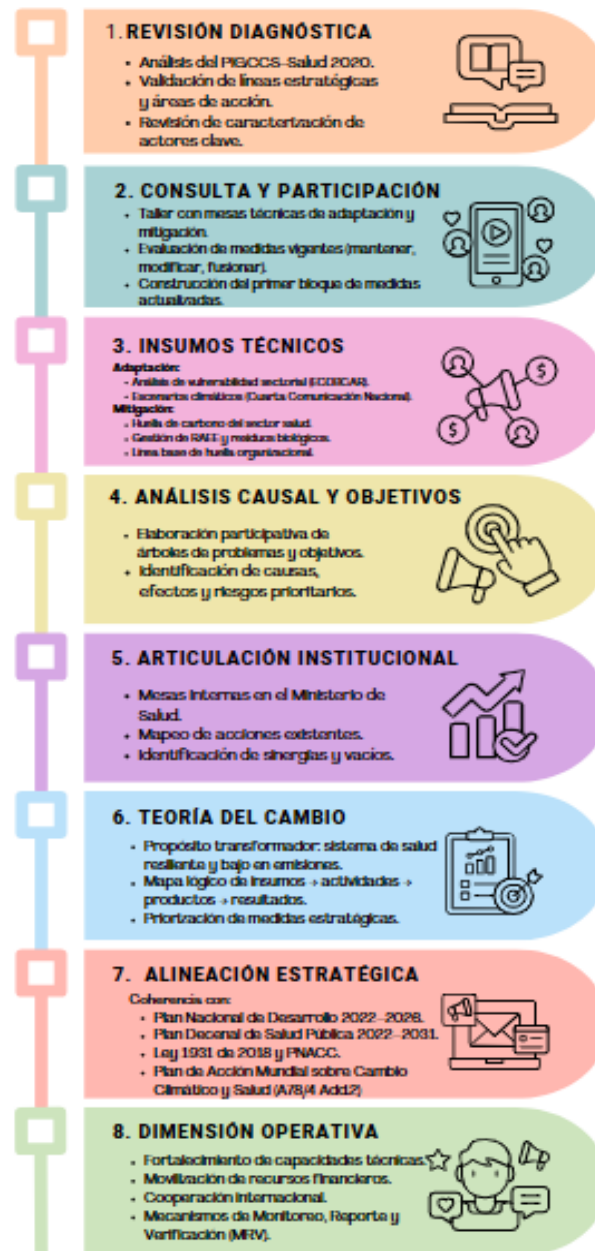 1. REVISIÓN DIAGNÓSTICA
• Análisis del PIGCCS-Salud 2020.
• Validación de líneas estratégicas
y áreas de acción.
• Revisión de caracterización de
actores clave.
2. CONSULTA Y PARTICIPACIÓN
• Taller con mesas técnicas de adaptación y
mitigación.
• Evaluación de medidas vigentes (mantener,
modificar, fusionar).
• Construcción del primer bloque de medidas
actualizadas.
3. INSUMOS TÉCNICOS
Adaptación:
- Análisis de vulnerabilidad sectorial
- Escenarios climáticos (Cuarta Comunicación Nacional).
Mitigación:
- Huella de carbono del sector salud.
- Gestión de RAEE y residuos biológicos.
- Línea base de huella organizacional.
4. ANÁLISIS CAUSAL Y OBJETIVOS
• Elaboración participativa de
árboles de problemas y objetivos.
• Identificación de causas,
efectos y riesgos prioritarios.
5. ARTICULACIÓN INSTITUCIONAL
• Mesas internas en el Ministerio de
Salud.
• Mapeo de acciones existentes.
• Identificación de sinergias y vacíos.
6. TEORÍA DEL CAMBIO
• Propósito transformador: sistema de salud
resiliente y bajo en emisiones.
• Mapa lógico de insumos → actividades →
productos → resultados.
• Priorización de medidas estratégicas.
7. ALINEACIÓN ESTRATÉGICA
Coherencia con:
• Plan Nacional de Desarrollo 2022–2026.
• Plan Decenal de Salud Pública 2022–2031.
• Ley 1931 de 2018 y PNACC.
• Plan de Acción Mundial sobre Cambio
Climático y Salud (A78/4 Add.2)
8. DIMENSIÓN OPERATIVA
• Fortalecimiento de capacidades técnicas.
• Movilización de recursos financieros.
• Cooperación internacional.
• Mecanismos de Monitoreo, Reporte y
Verificación (MRV).